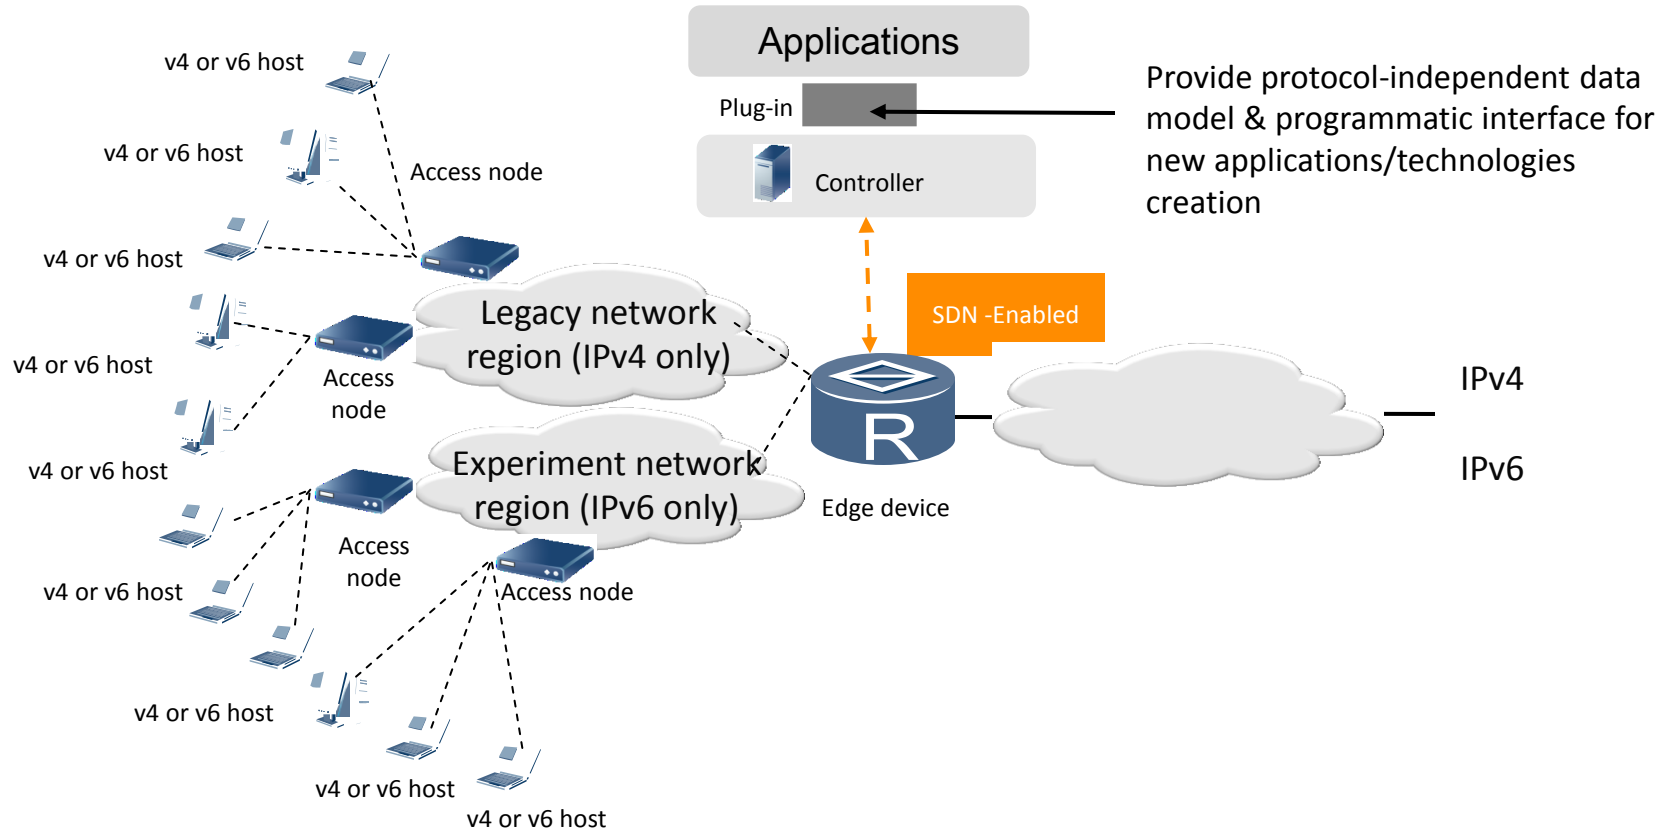 Applications
v4 or v6 host
Provide protocol-independent data
model & programmatic interface for
new applications/technologies
creation
Plug-in
v4 or v6 host
Access node
Controller
v4 or v6 host
Legacy network
region (IPv4 only)
SDN -Enabled
v4 or v6 host
Access
node
IPv4
v4 or v6 host
Experiment network
region (IPv6 only)
IPv6
Edge device
Access
node
v4 or v6 host
Access node
v4 or v6 host
v4 or v6 host
v4 or v6 host
R